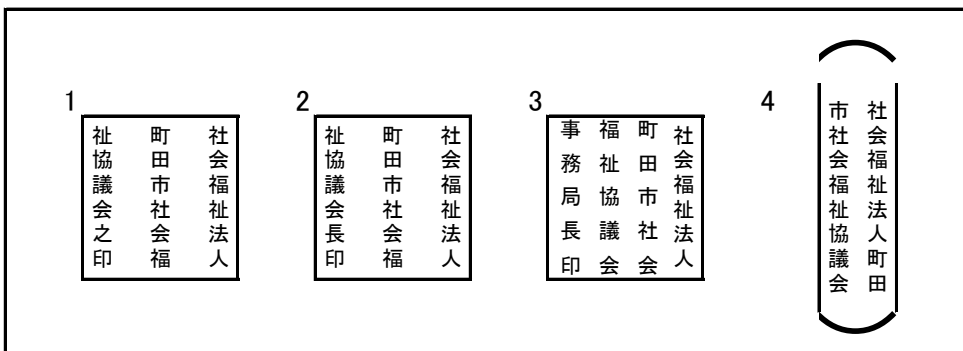 1
社会福祉法人
町田市社会福
祉協議会之印
2
社会福祉法人
町田市社会福
祉協議会長印
3
社会福祉法人
町田市社会
福祉協議会
事務局長印
4
社会福祉法人町田
市社会福祉協議会